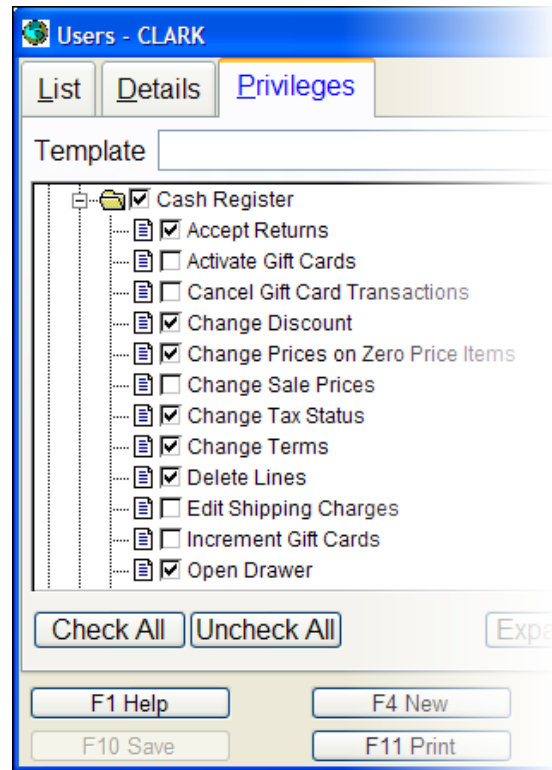 Users - CLARK
List Details Privileges
Template
Cash Register
Accept Returns
Activate Gift Cards
Cancel Gift Card Transactions
Change Discount
Change Prices on Zero Price Items
Change Sale Prices
Change Tax Status
Change Terms
Delete Lines
Edit Shipping Charges
Increment Gift Cards
Open Drawer
Check All Uncheck All Expa
F1 Help F4 New
F10 Save F11 Print